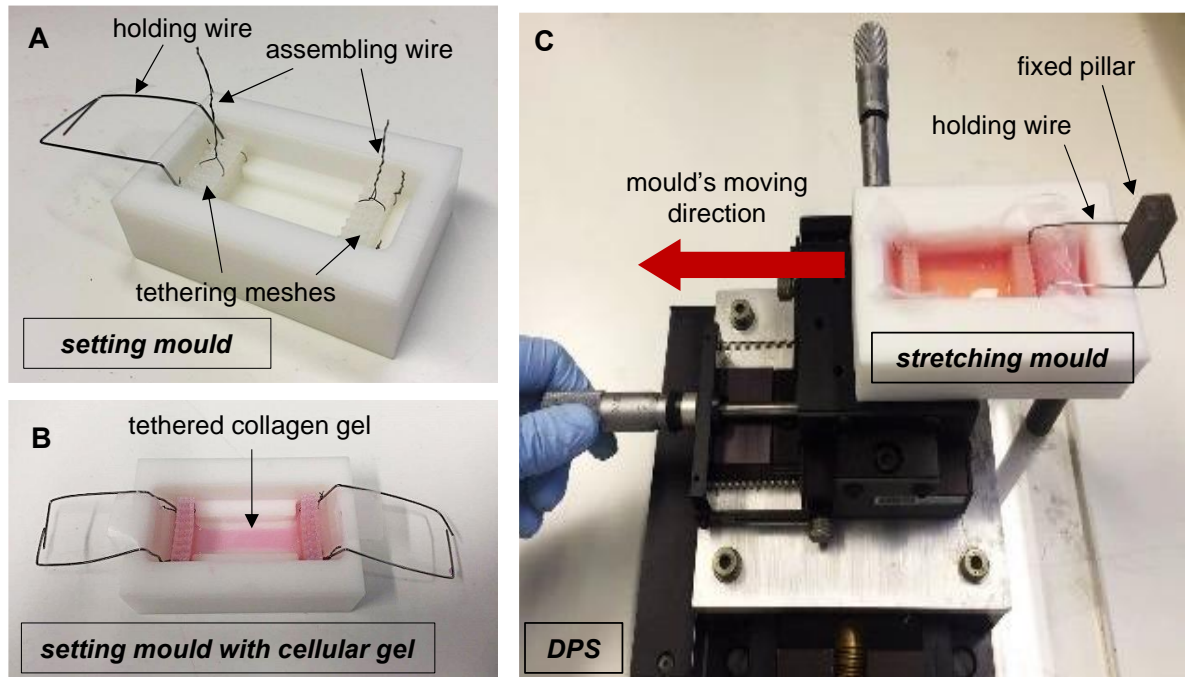 A
holding wire
assembling wire
tethering meshes
setting mould
B
tethered collagen gel
setting mould with cellular gel
C
fixed pillar
holding wire
mould's moving
direction
stretching mould
DPS